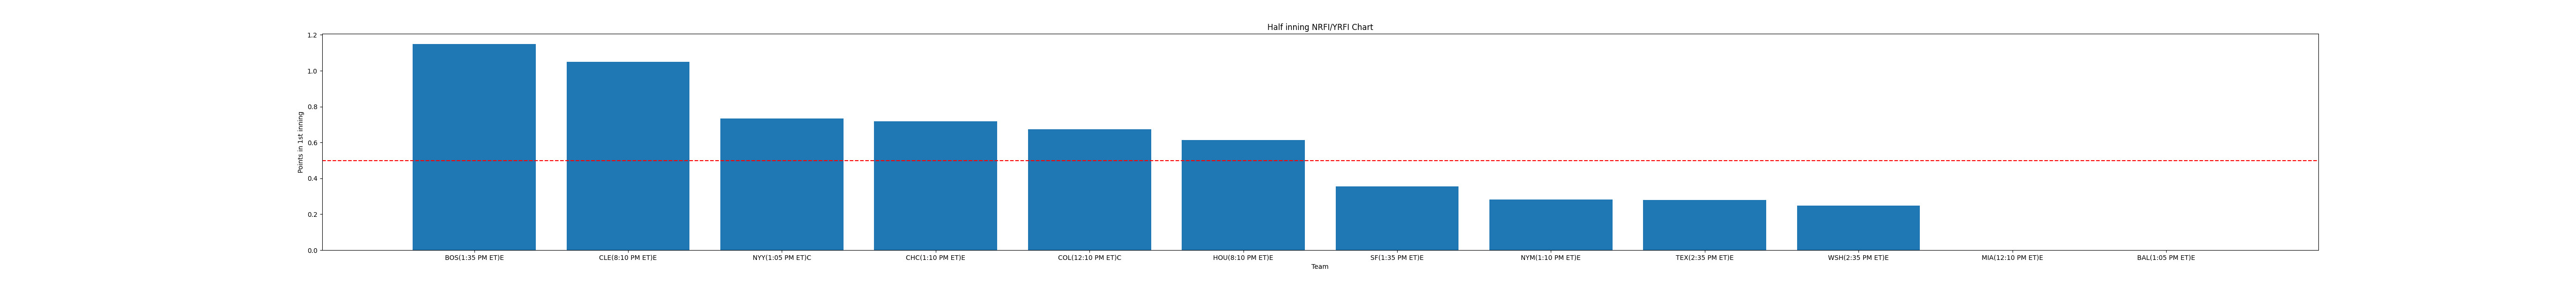 Half inning NRFI/YRFI Chart
Points in 1st inning
1.2
1.0
0.8
0.6
0.4
0.2
0.0
BOS(1:35 PM ET)E CLE(8:10 PM ET)E NYY(1:05 PM ET)C CHC(1:10 PM ET)E COL(12:10 PM ET)C HOU(8:10 PM ET)E SF(1:35 PM ET)E NYM(1:10 PM ET)E TEX(2:35 PM ET)E WSH(2:35 PM ET)E MIA(12:10 PM ET)E BAL(1:05 PM ET)E
Team